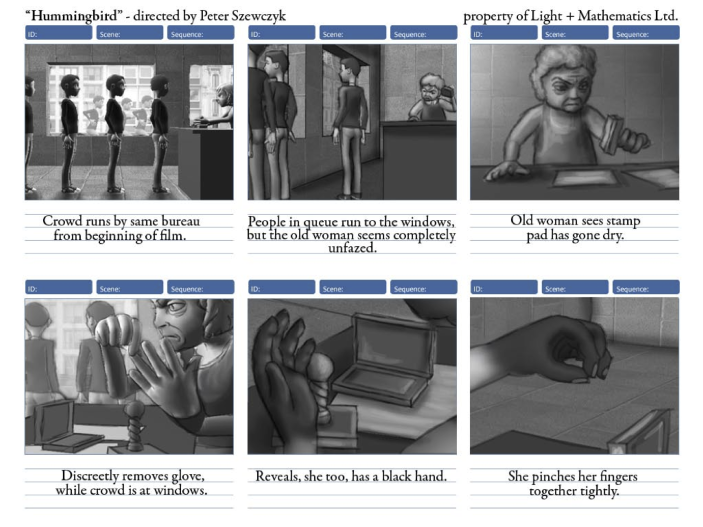 “Hummingbird” - directed by Peter Szewczyk
property of Light + Mathematics Ltd.
ID: Scene: Sequence:
ID: Scene: Sequence:
ID: Scene: Sequence:
Crowd runs by same bureau
from beginning of film.
People in queue run to the windows,
but the old woman seems completely
unfazed.
Old woman sees stamp
pad has gone dry.
ID: Scene: Sequence:
ID: Scene: Sequence:
ID: Scene: Sequence:
Discreetly removes glove,
while crowd is at windows.
Reveals, she too, has a black hand.
She pinches her fingers
together tightly.